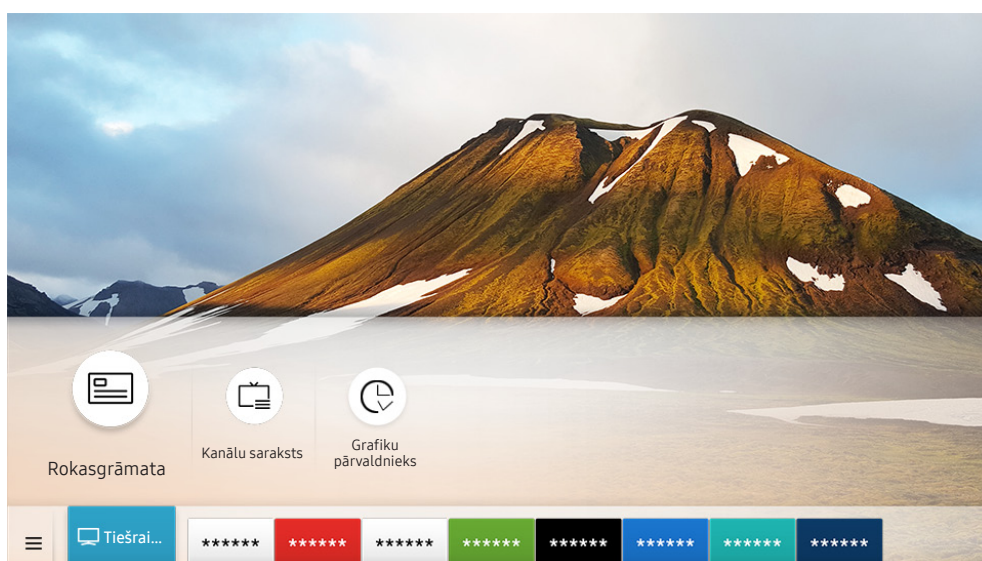 Rokasgrāmata
Kanālu saraksts
Grafiku
pārvaldnieks
Tiešrai...
****** ****** ****** ****** ****** ****** ****** ******